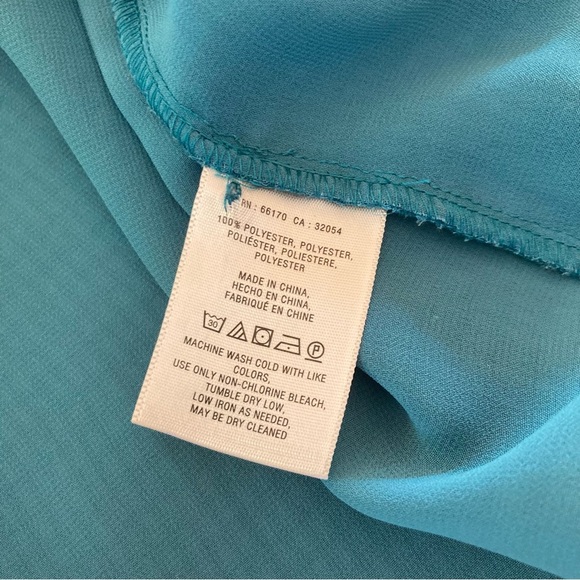 RN : 66170 CA : 32054
100% POLYESTER, POLYESTER,
POLIÉSTER, POLIESTERE,
POLYESTER
MADE IN CHINA,
HECHO EN CHINA,
FABRIQUÉ EN CHINE
30 P
MACHINE WASH COLD WITH LIKE
COLORS,
USE ONLY NON-CHLORINE BLEACH,
TUMBLE DRY LOW,
LOW IRON AS NEEDED,
MAY BE DRY CLEANED